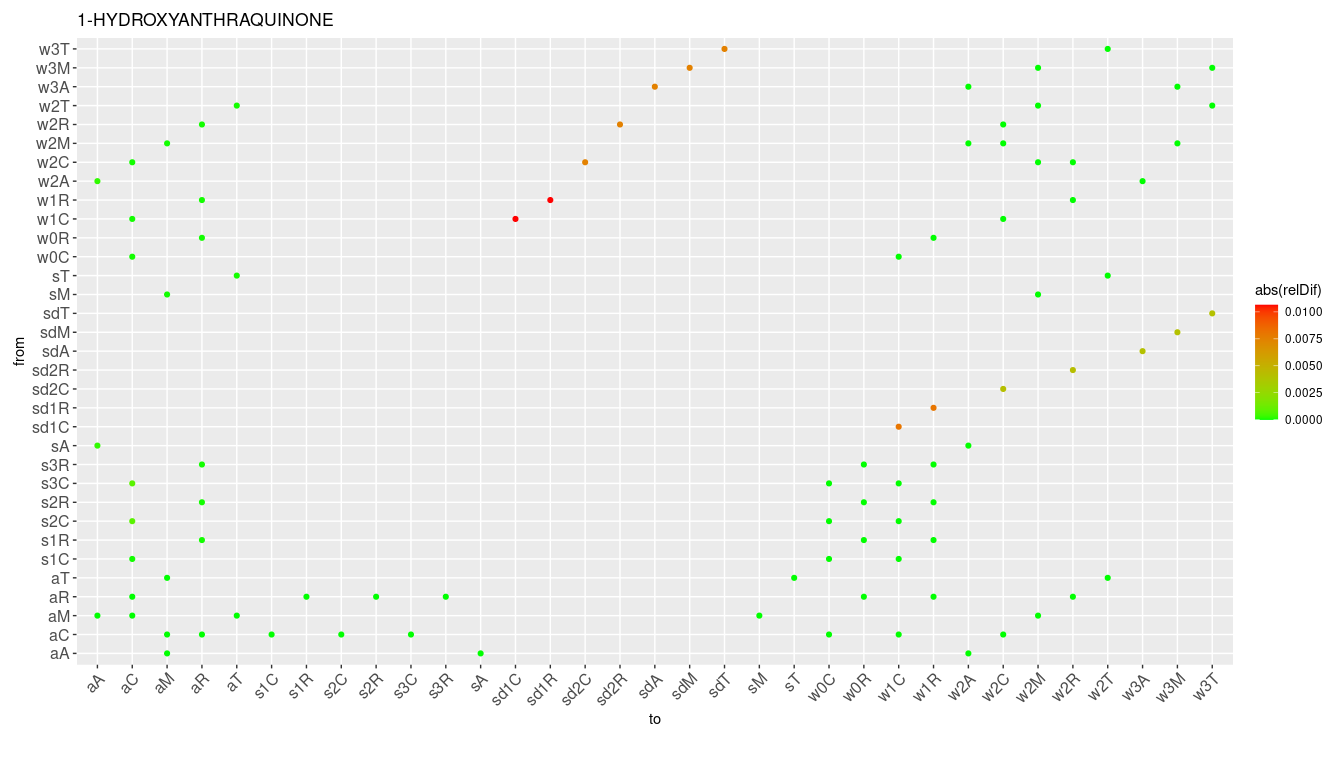 1-HYDROXYANTHRAQUINONE
w3T
w3M
w3A
w2T
w2R
w2M
w2C
w2A
w1R
w1C
w0R
w0C
sT
sM
sdT
sdM
sdA
sd2R
sd2C
sd1R
sd1C
sA
s3R
s3C
s2R
s2C
s1R
s1C
aT
aR
aM
aC
aA
from
aA aC aM aR aT s1C s1R s2C s2R s3C s3R sA sd1C sd1R sd2C sd2R sdA sdM sdT sM sT w0C w0R w1C w1R w2A w2C w2M w2R w2T w3A w3M w3T
to
abs(relDif)
0.0100
0.0075
0.0050
0.0025
0.0000